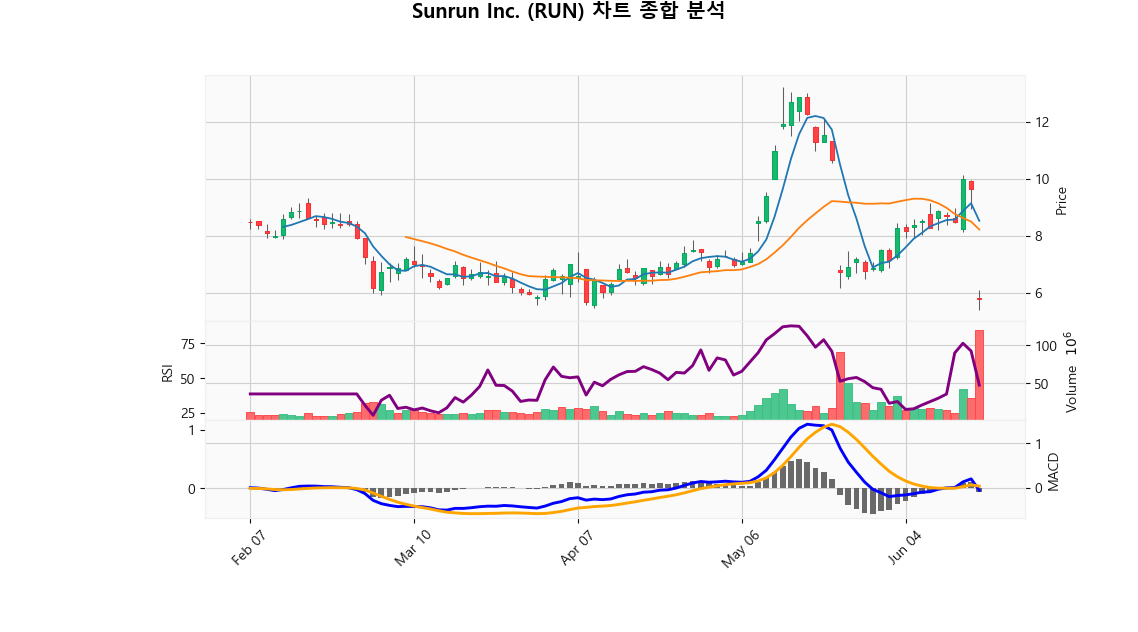 Sunrun Inc. (RUN) 차트 종합 분석
12
10
8
6
Price
75
50
25
RSI
100
50
Volume 10^6
1
0
1
0
MACD
Feb 07
Mar 10
Apr 07
May 06
Jun 04